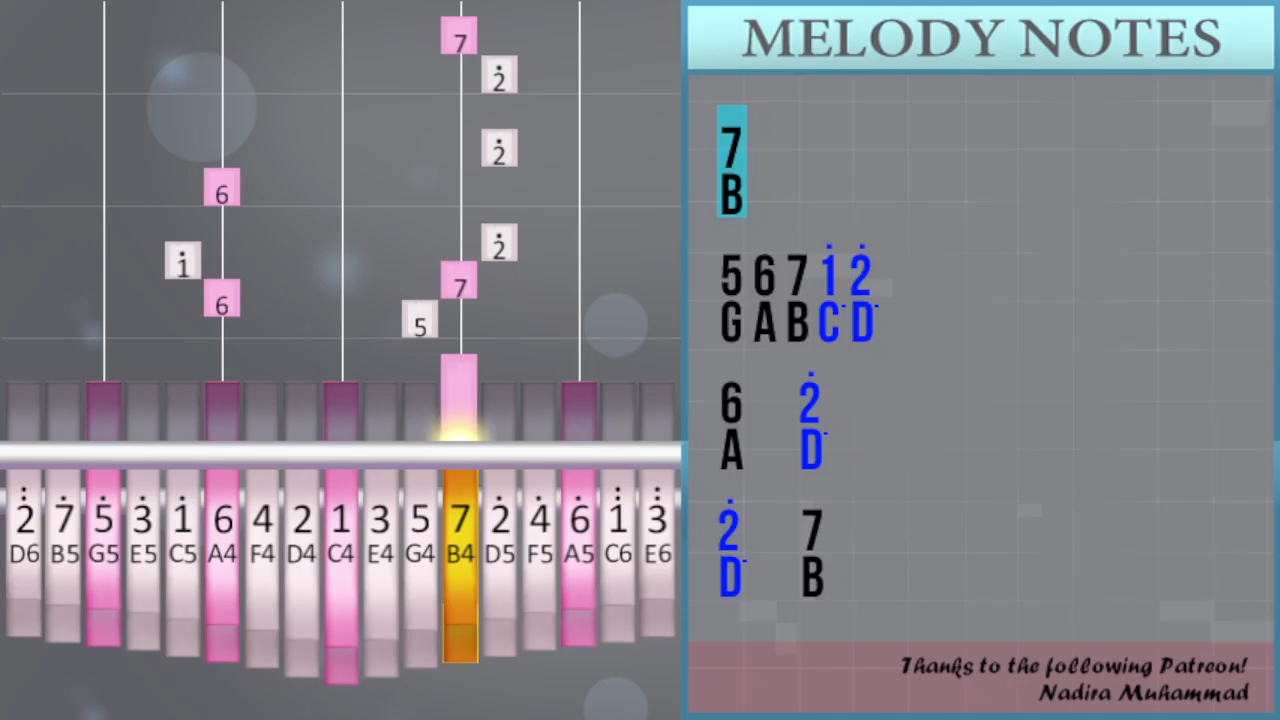 7
2̇
2̇
6
2̇
1̇
7
6
5
2̈ 7̇ 5̇ 3̇ 1̇ 6 4 2 1 3 5 7 2̇ 4̇ 6̇ 1̈ 3̈
D6 B5 G5 E5 C5 A4 F4 D4 C4 E4 G4 B4 D5 F5 A5 C6 E6
MELODY NOTES
7
B
5 6 7 1̇ 2̇
G A B C˙ D˙
6 2̇
A D˙
2̇ 7
D˙ B
Thanks to the following Patreon!
Nadira Muhammad